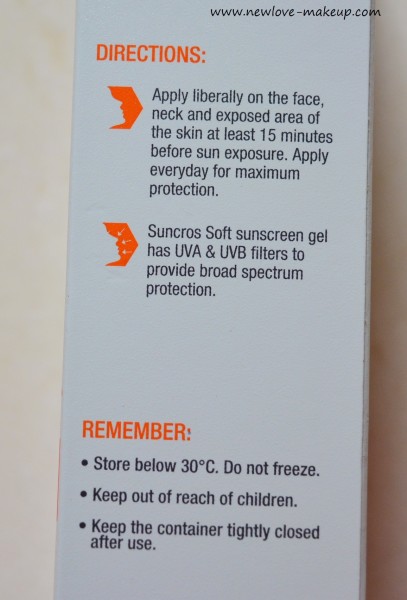 www.newlove-makeup.com
DIRECTIONS:
Apply liberally on the face,
neck and exposed area of
the skin at least 15 minutes
before sun exposure. Apply
everyday for maximum
protection.
Suncros Soft sunscreen gel
has UVA & UVB filters to
provide broad spectrum
protection.
REMEMBER:
• Store below 30°C. Do not freeze.
• Keep out of reach of children.
• Keep the container tightly closed
after use.